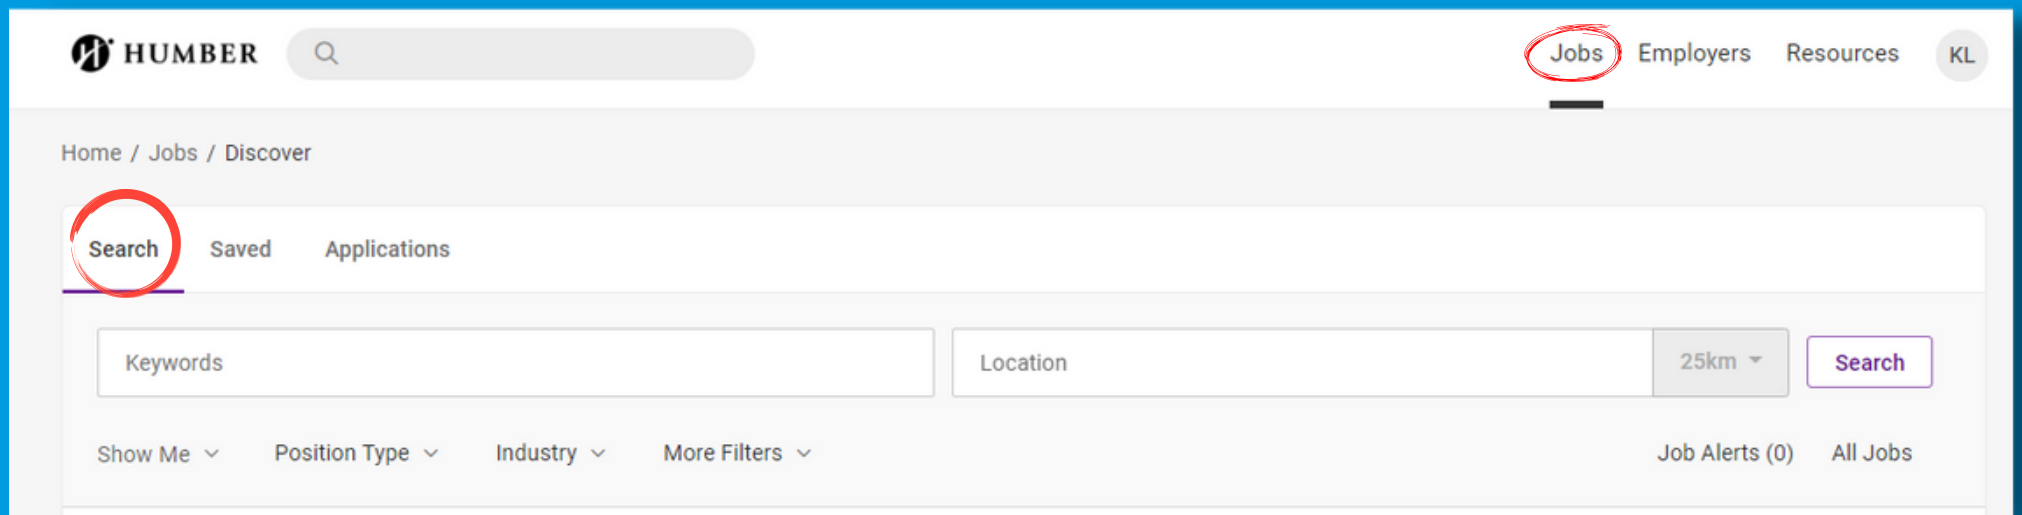 HUMBER
Jobs Employers Resources KL
Home / Jobs / Discover
Search Saved Applications
Keywords Location 25km Search
Show Me Position Type Industry More Filters Job Alerts (0) All Jobs